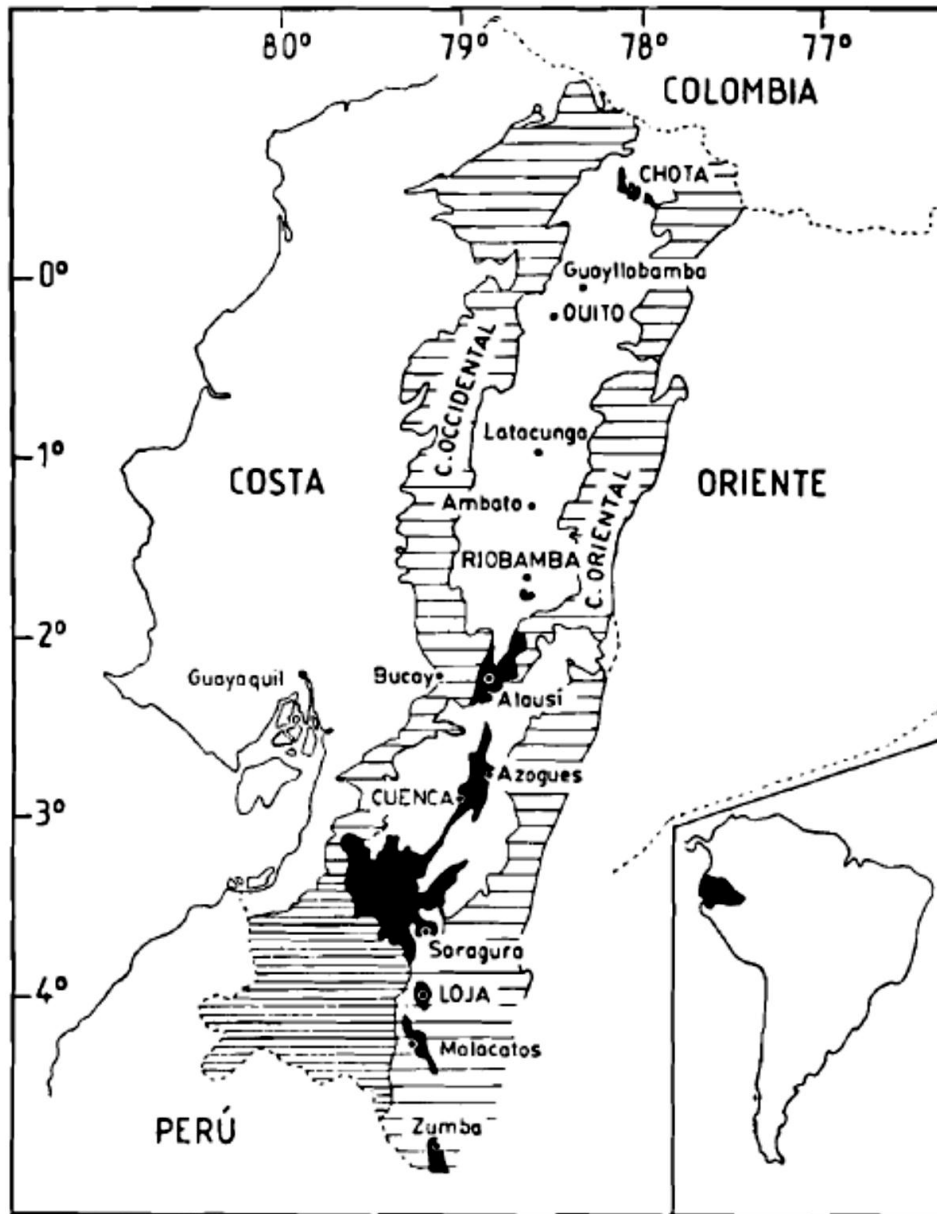 80° 79° 78° 77°
COLOMBIA
CHOTA
0°
Guayllabamba
QUITO
C. OCCIDENTAL
Latacunga
1°
COSTA
ORIENTE
Ambato
C. ORIENTAL
RIOBAMBA
2°
Guayaquil
Bucay
Alausí
Azogues
CUENCA
3°
Saraguro
4°
LOJA
Malacatos
PERÚ
Zumba